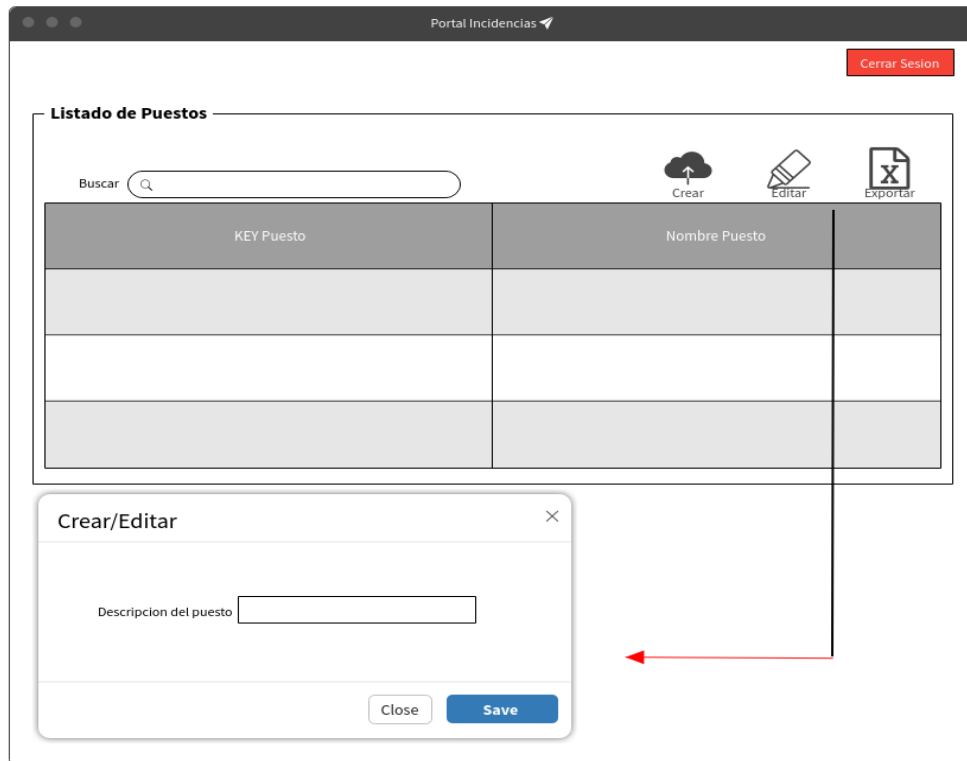 Portal Incidencias
Cerrar Sesion
Listado de Puestos
Buscar
Crear
Editar
X
Exportar
KEY Puesto
Nombre Puesto
Crear/Editar
Descripcion del puesto
Close
Save